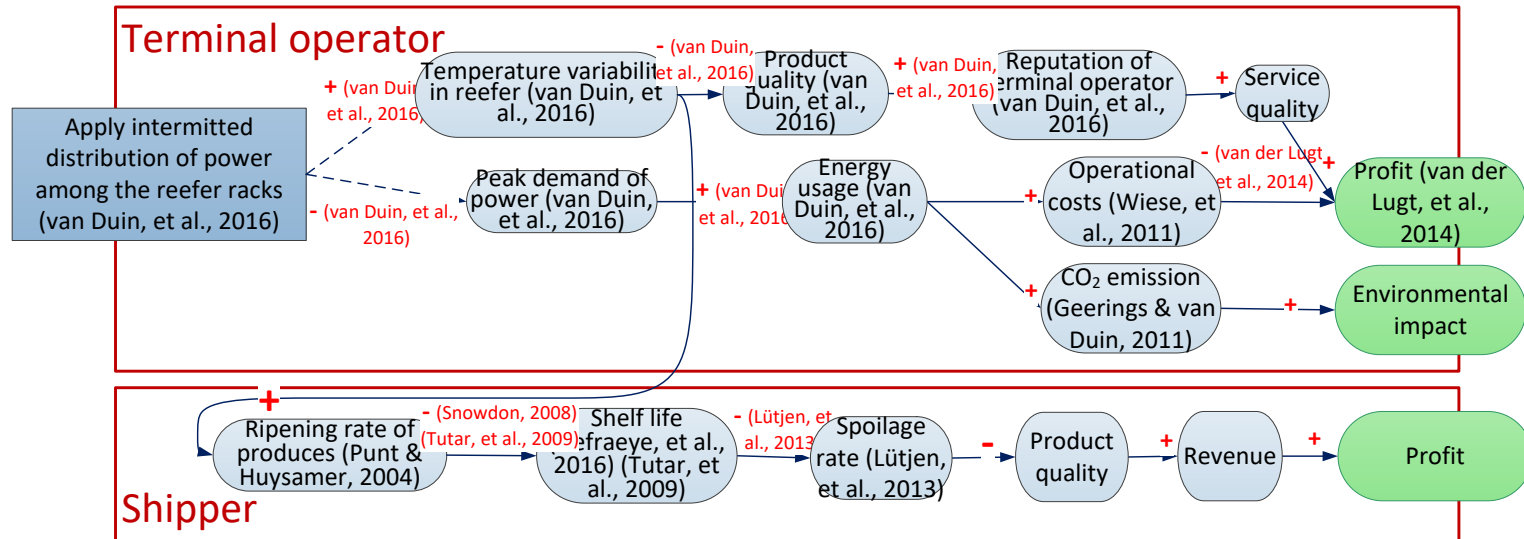 Terminal operator
Apply intermitted
distribution of power
among the reefer racks
(van Duin, et al., 2016)
+ (van Duin
et al., 2016)
- (van Duin, et al.,
2016)
Temperature variabilit
in reefer (van Duin, et
al., 2016)
- (van Duin,
et al., 2016)
Product
quality (van
Duin, et al.,
2016)
+ (van Duin,
et al., 2016)
Reputation of
terminal operator
(van Duin, et al.,
2016)
+
Service
quality
+
Peak demand of
power (van Duin,
et al., 2016)
+ (van Duin
et al., 2016
Energy
usage (van
Duin, et al.,
2016)
+
Operational
costs (Wiese, et
al., 2011)
- (van der Lugt
et al., 2014)
Profit (van der
Lugt, et al.,
2014)
+
CO₂ emission
(Geerings & van
Duin, 2011)
+
Environmental
impact
Shipper
+
Ripening rate of
produces (Punt &
Huysamer, 2004)
- (Snowdon, 2008)
(Tutar, et al., 2009)
Shelf life
efraeye, et al.,
2016) (Tutar, et
al., 2009)
- (Lütjen, et
al., 2013
Spoilage
rate (Lütjen,
et al., 2013)
-
Product
quality
+
Revenue
+
Profit